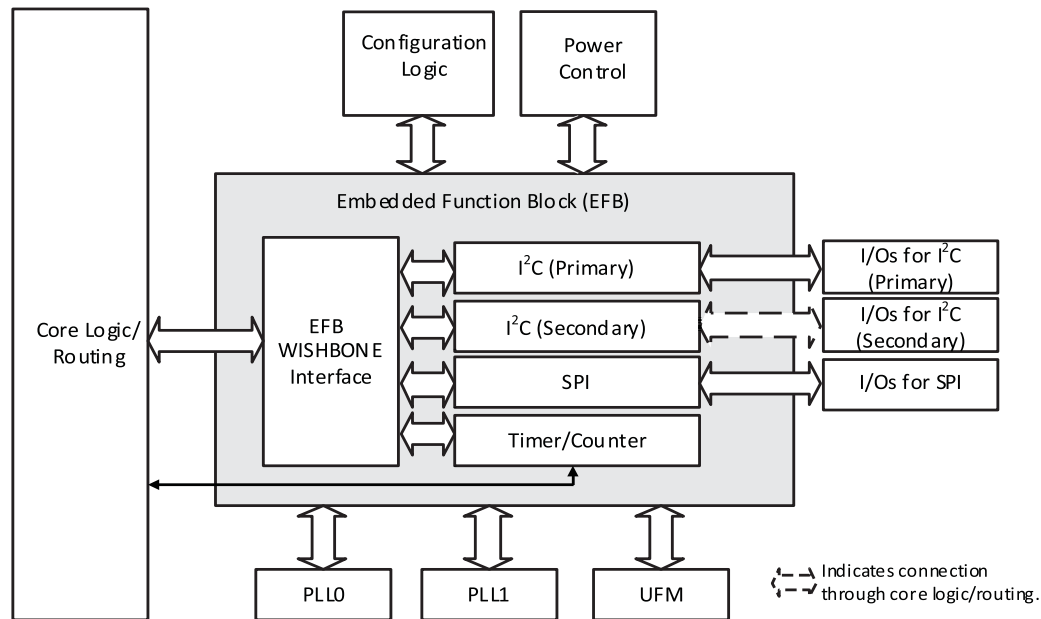 Configuration
Logic
Power
Control
Embedded Function Block (EFB)
Core Logic/
Routing
EFB
WISHBONE
Interface
I²C (Primary)
I²C (Secondary)
SPI
Timer/Counter
I/Os for I²C
(Primary)
I/Os for I²C
(Secondary)
I/Os for SPI
PLL0
PLL1
UFM
Indicates connection
through core logic/routing.